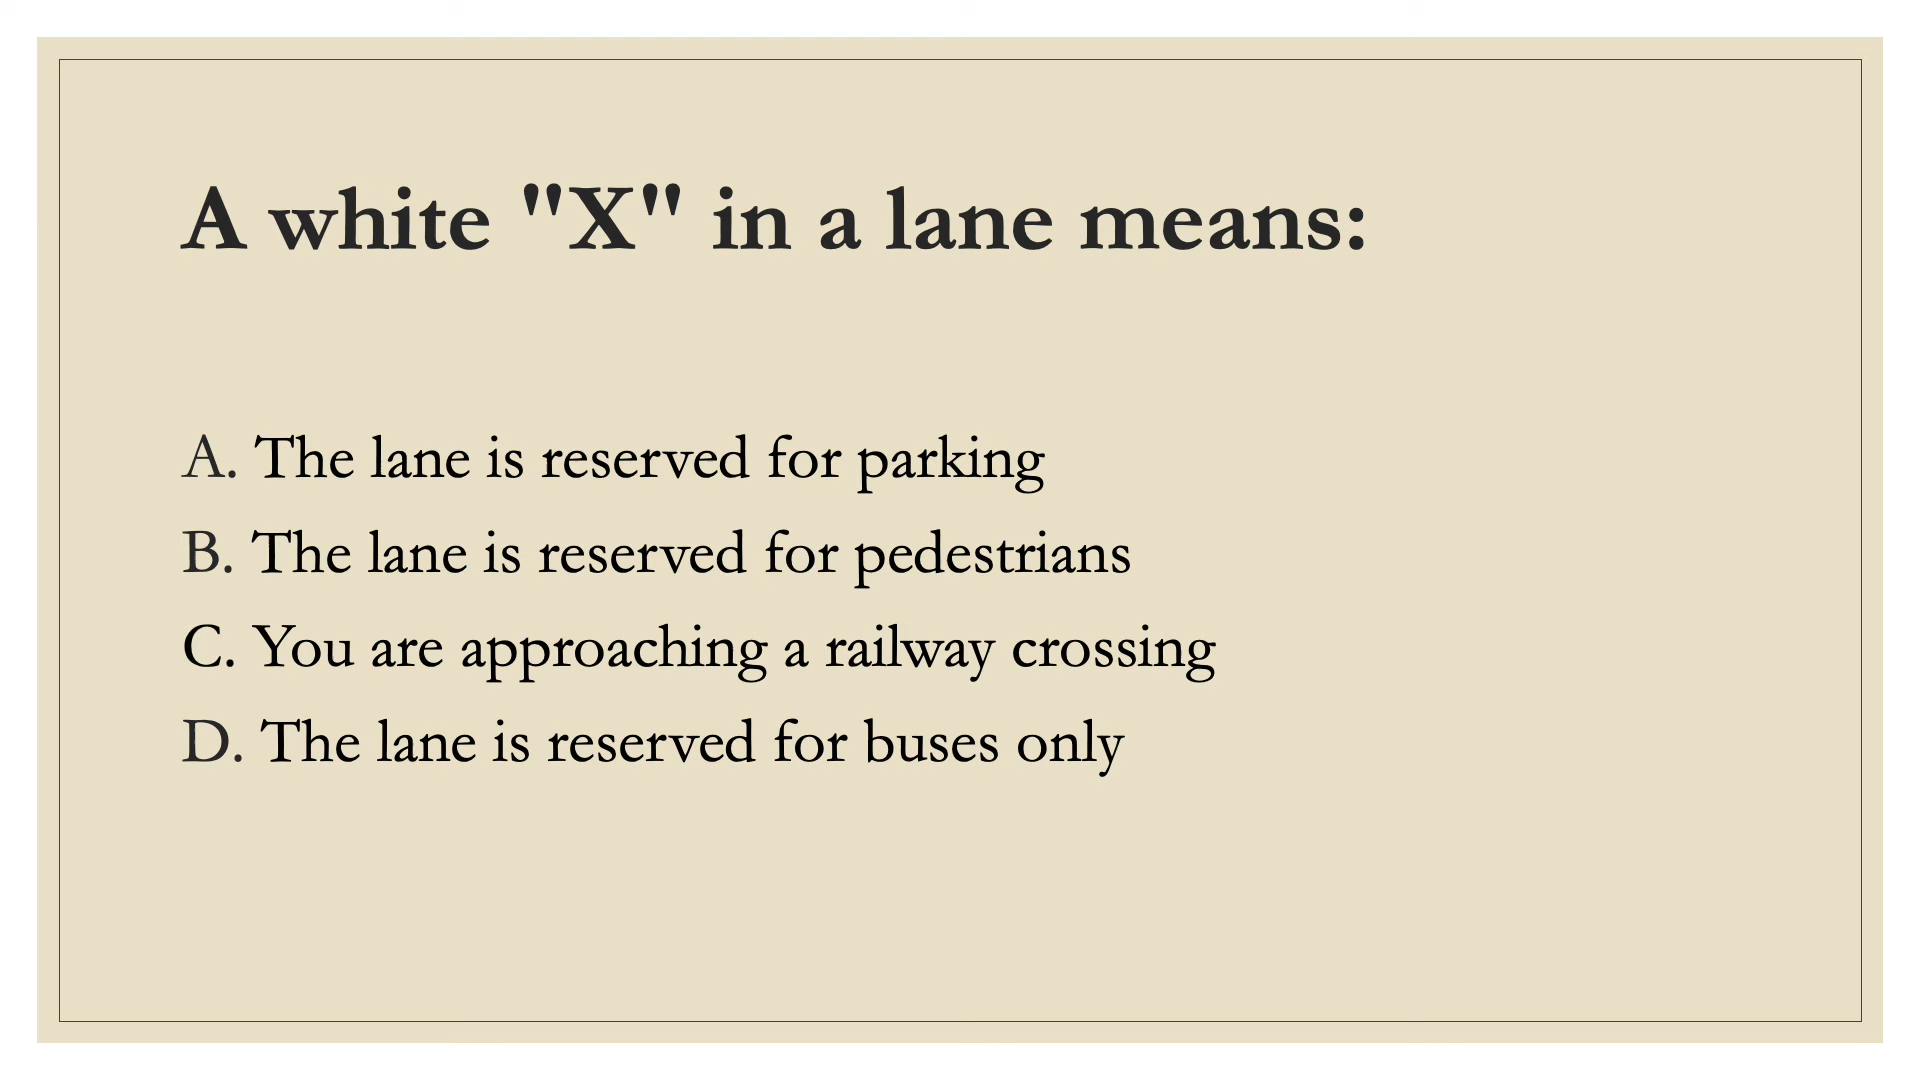 A white "X" in a lane means:
A. The lane is reserved for parking
B. The lane is reserved for pedestrians
C. You are approaching a railway crossing
D. The lane is reserved for buses only